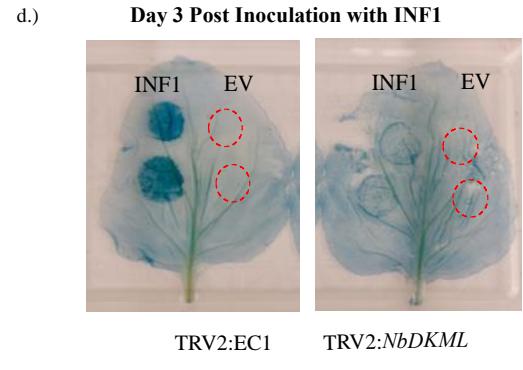 d.) Day 3 Post Inoculation with INF1
INF1 EV INF1 EV
TRV2:EC1 TRV2:NbDKML